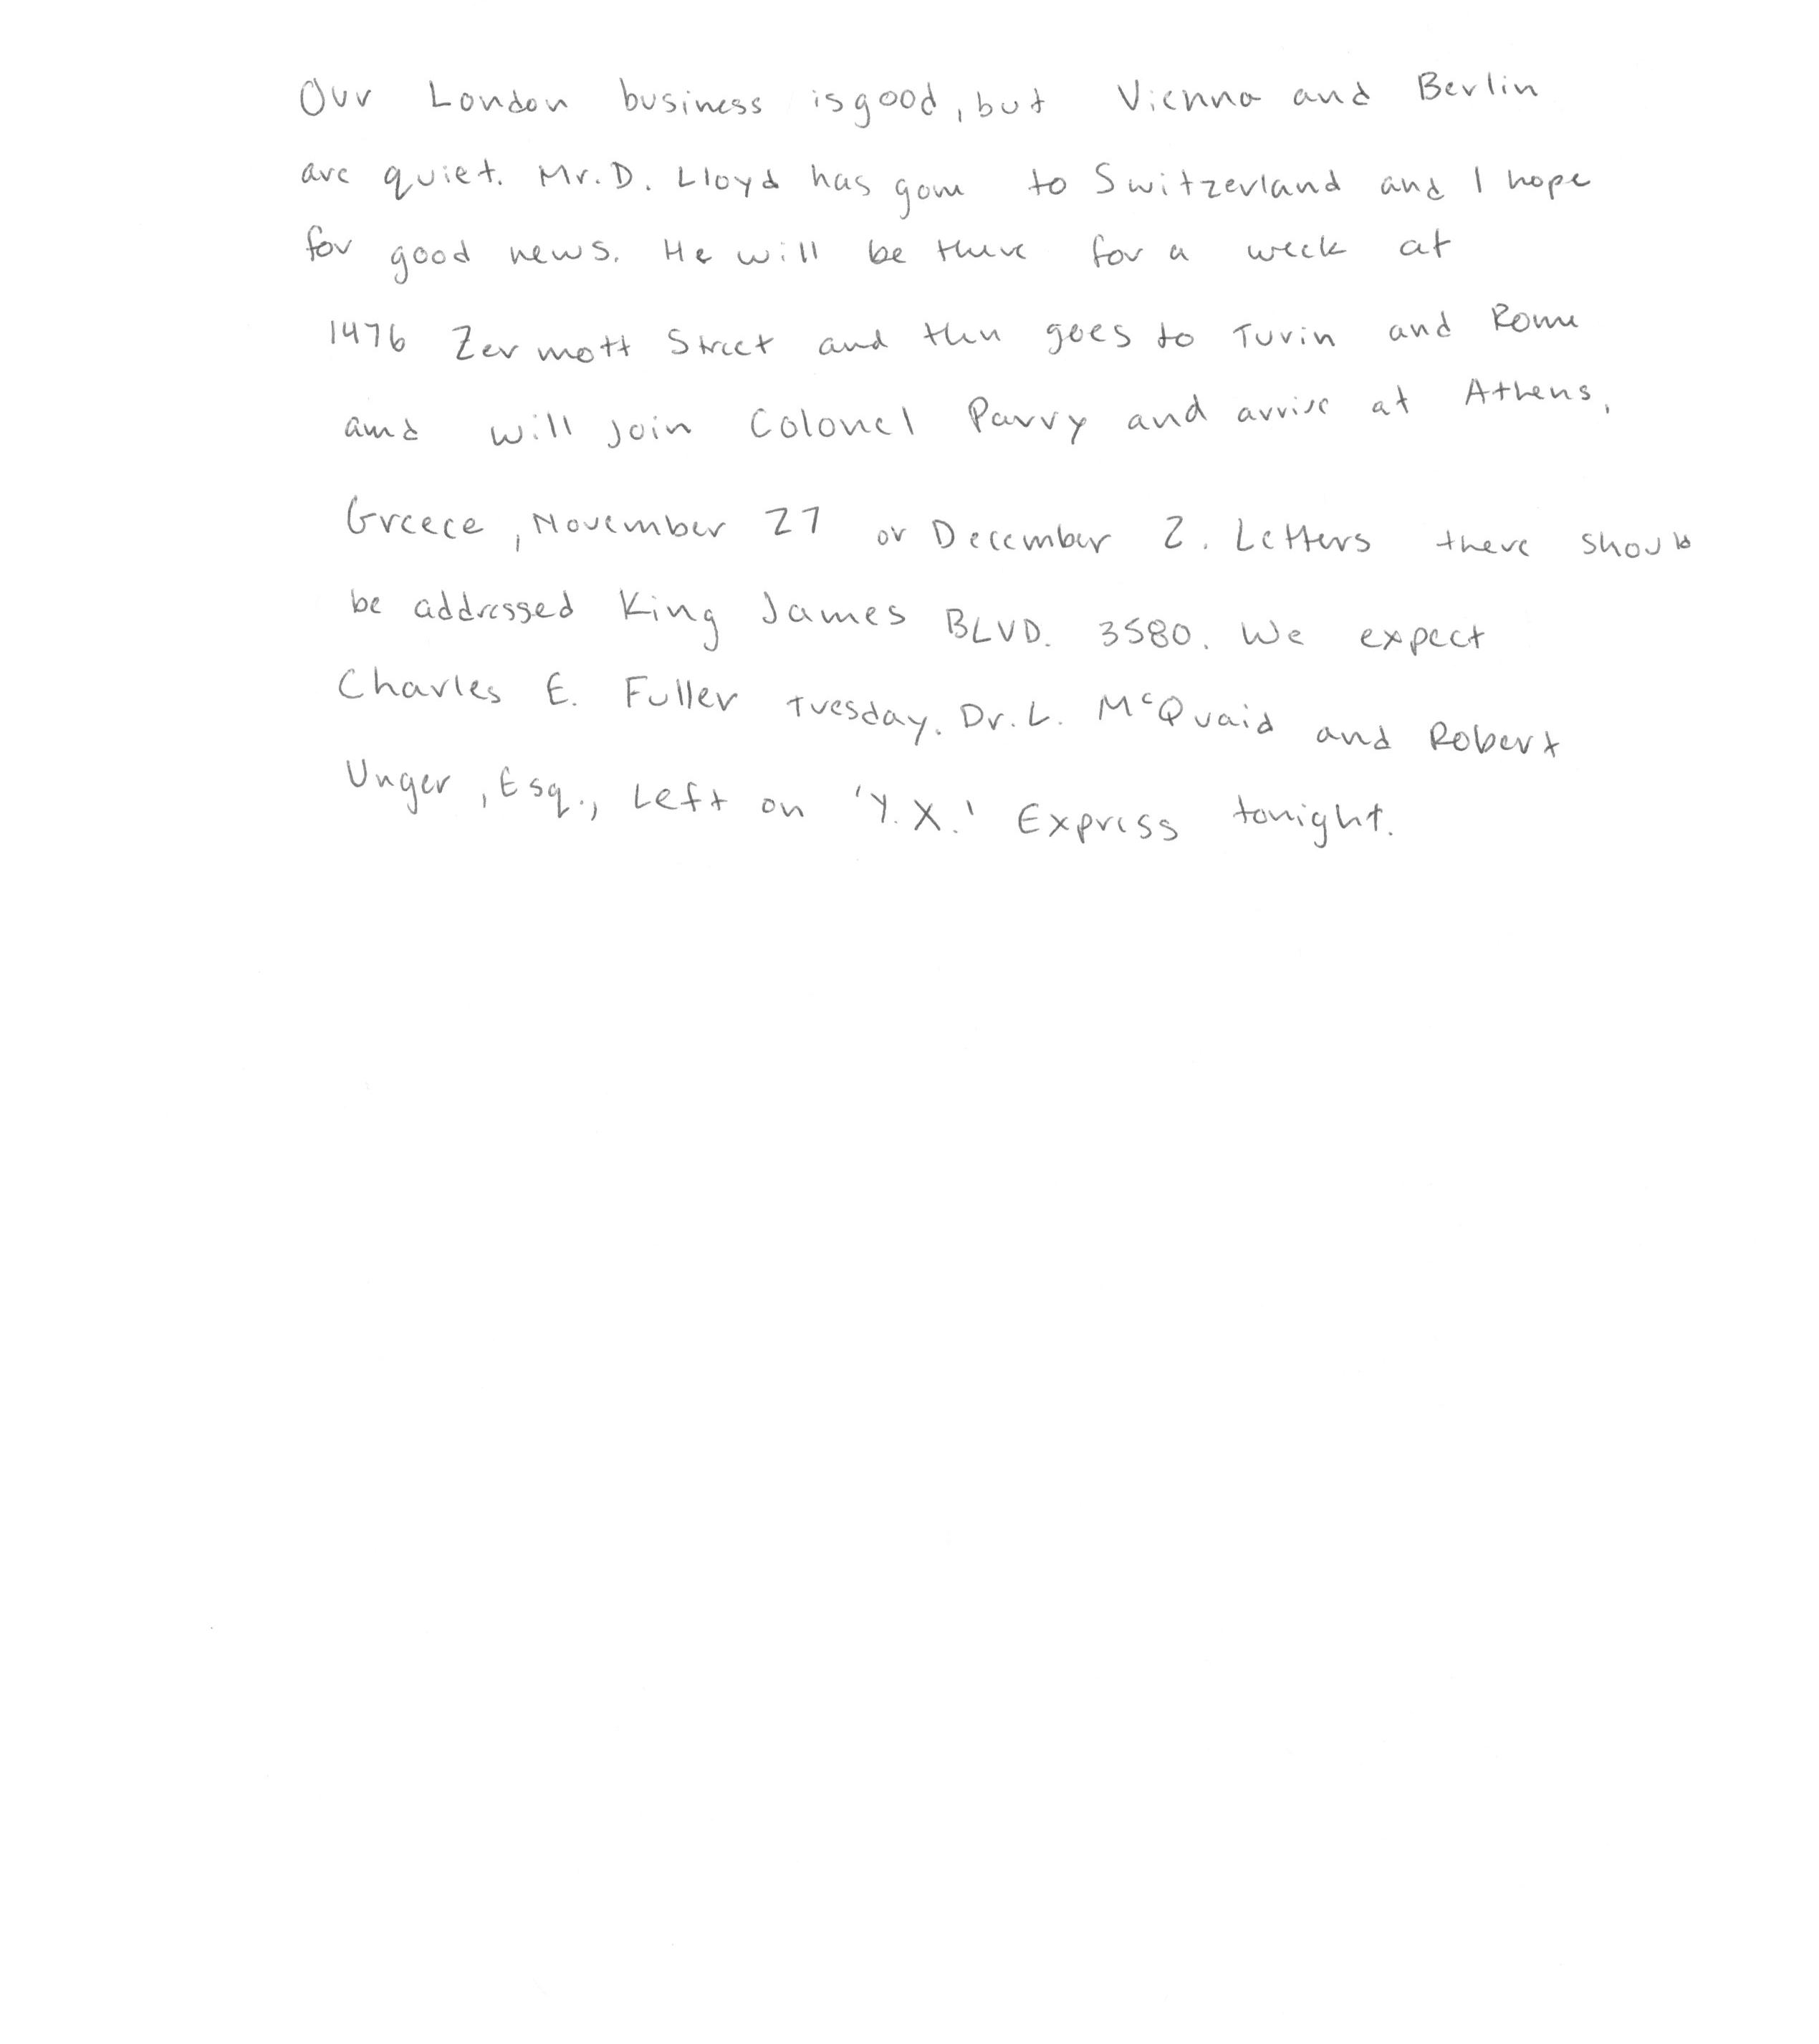 Our London business is good, but Vienna and Berlin
are quiet. Mr. D. Lloyd has gone to Switzerland and I hope
for good news. He will be there for a week at
1476 Zermott Street and then goes to Turin and Rome
and will join Colonel Parry and arrive at Athens,
Greece, November 27 or December 2. Letters there should
be addressed King James BLVD. 3580. We expect
Charles E. Fuller Tuesday. Dr. L. McQuaid and Robert
Unger, Esq., Left on 'Y.X.' Express tonight.